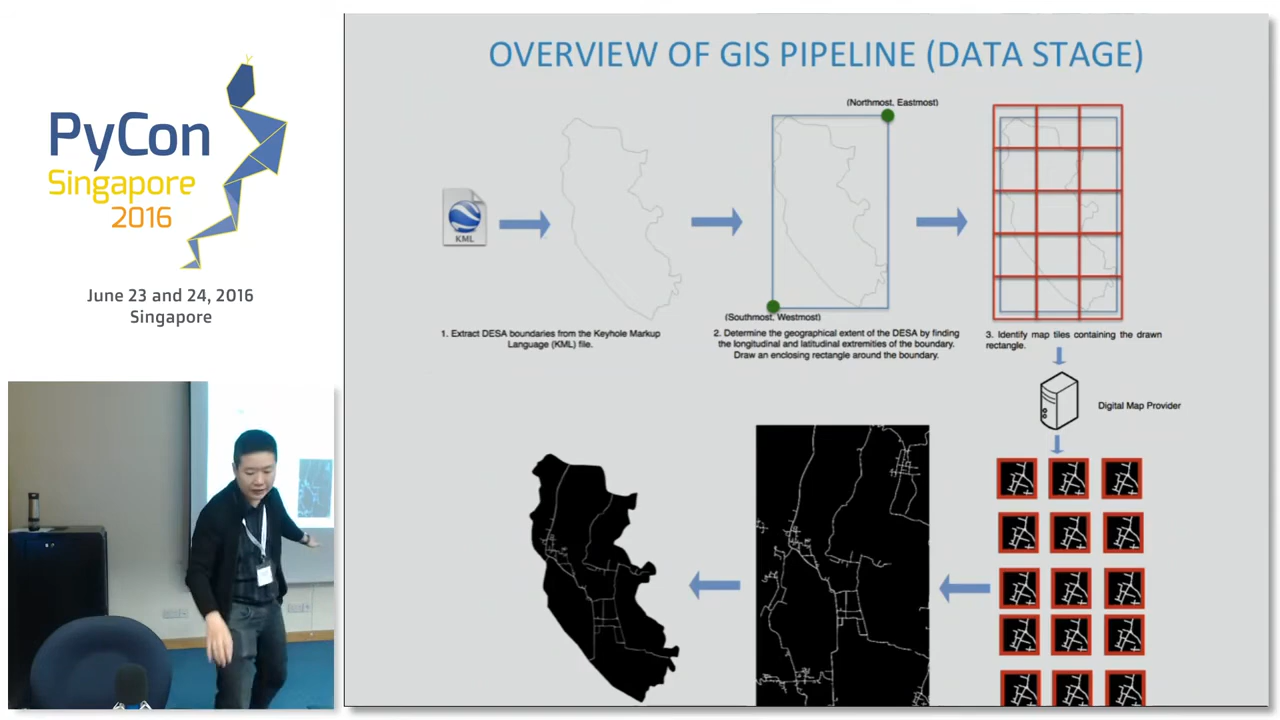 PyCon
Singapore
2016
June 23 and 24, 2016
Singapore
OVERVIEW OF GIS PIPELINE (DATA STAGE)
(Northmost, Eastmost)
KML
(Southmost, Westmost)
1. Extract DESA boundaries from the Keyhole Markup
Language (KML) file.
2. Determine the geographical extent of the DESA by finding
the longitudinal and latitudinal extremities of the boundary.
Draw an enclosing rectangle around the boundary.
3. Identify map tiles containing the drawn
rectangle.
Digital Map Provider